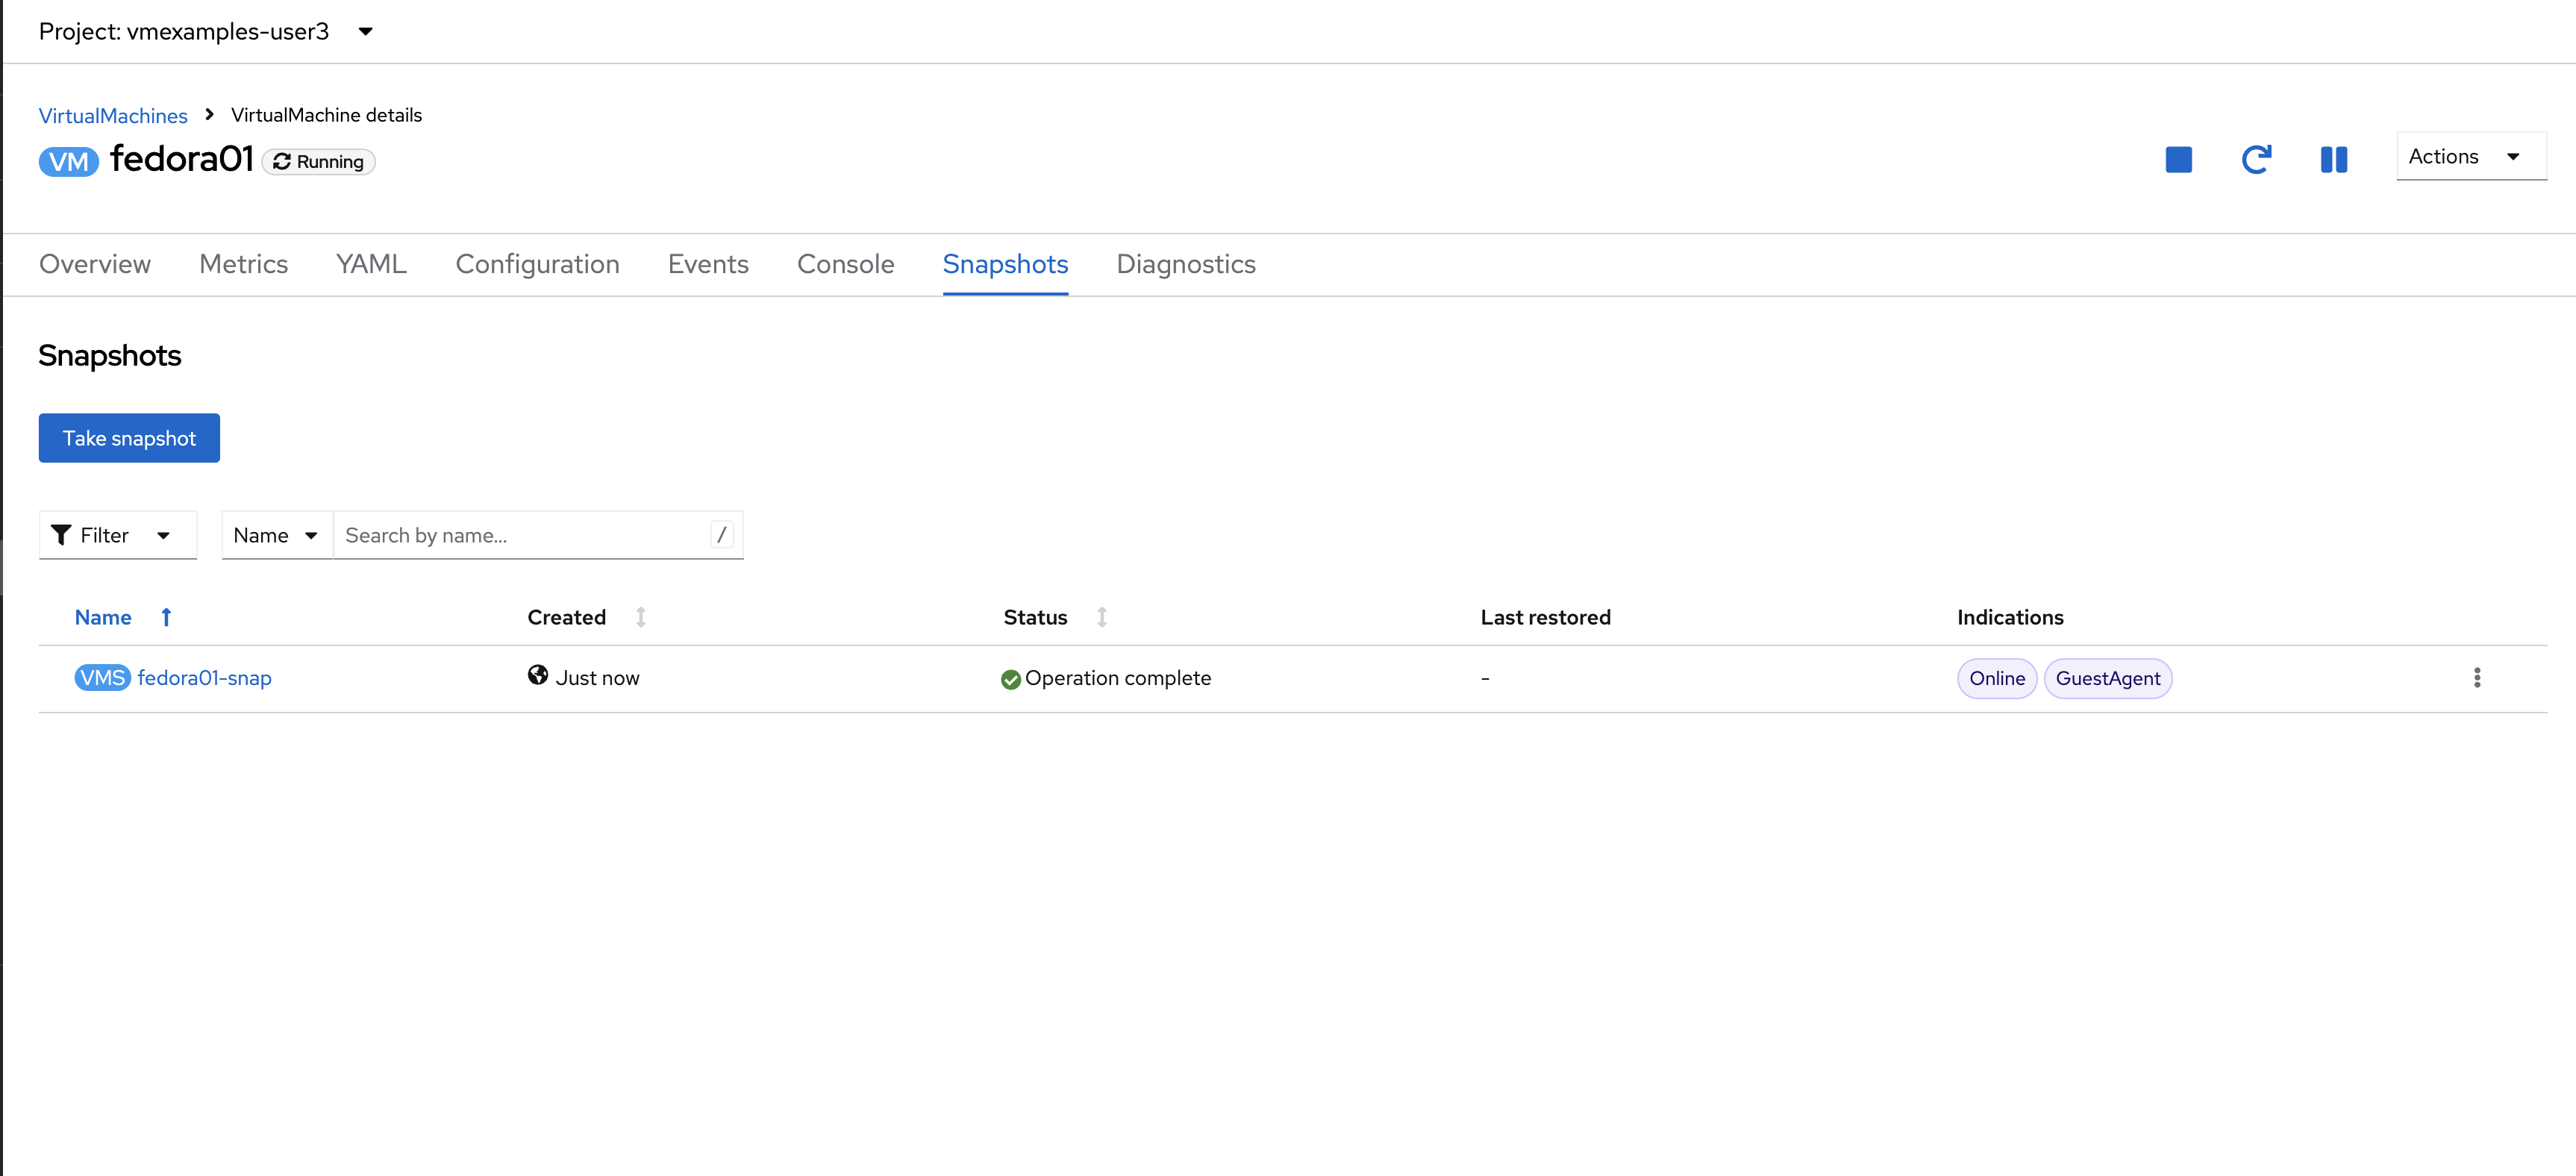 Project: vmexamples-user3
VirtualMachines > VirtualMachine details
VM fedora01 Running
Actions
Overview Metrics YAML Configuration Events Console Snapshots Diagnostics
Snapshots
Take snapshot
Filter Name Search by name... /
Name Created Status Last restored Indications
VMS fedora01-snap Just now Operation complete - Online GuestAgent